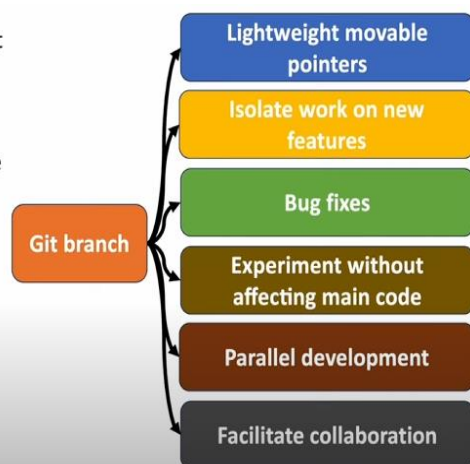 Git branch
Lightweight movable
pointers
Isolate work on new
features
Bug fixes
Experiment without
affecting main code
Parallel development
Facilitate collaboration